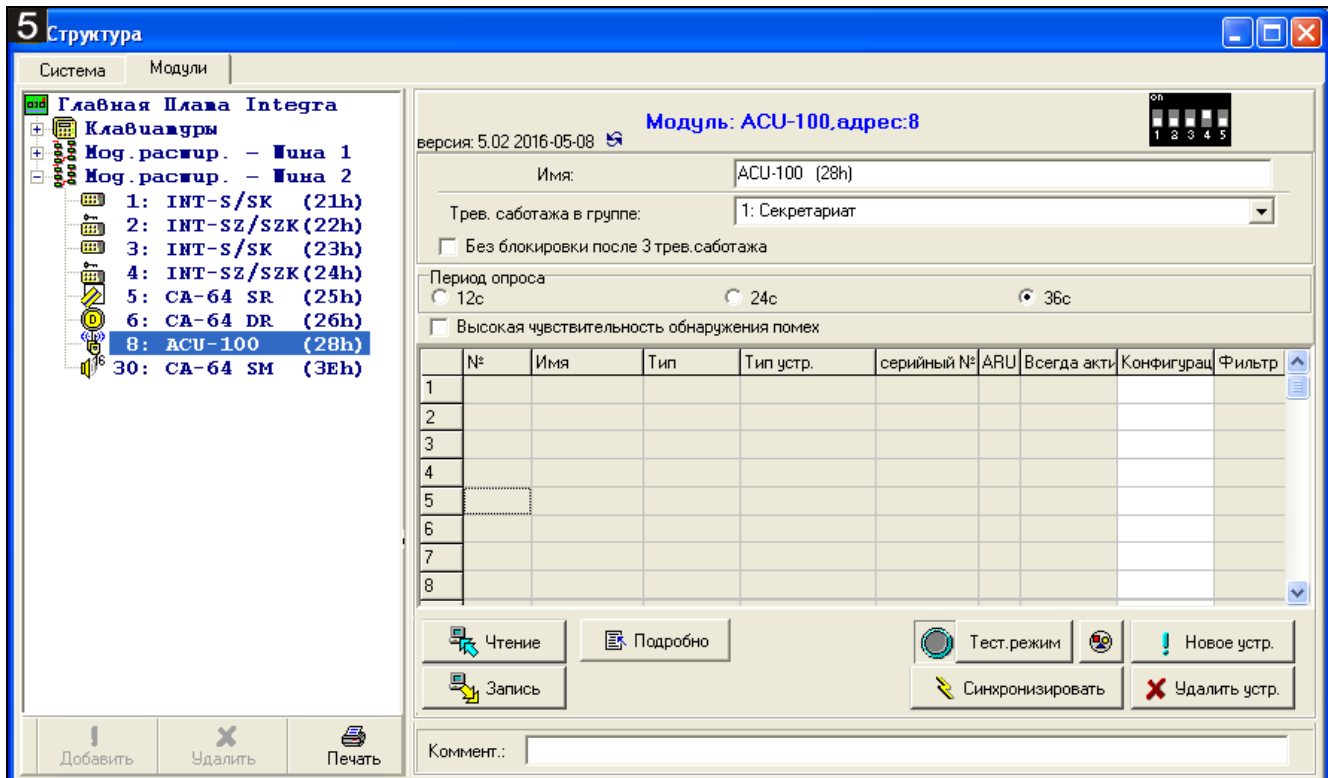 5 Структура
Система Модули
Главная Плата Integra
Клавиатуры
Мод.расшир. - Шина 1
Мод.расшир. - Шина 2
1: INT-S/SK (21h)
2: INT-SZ/SZK(22h)
3: INT-S/SK (23h)
4: INT-SZ/SZK(24h)
5: CA-64 SR (25h)
6: CA-64 DR (26h)
8: ACU-100 (28h)
30: CA-64 SM (3Eh)
Добавить Удалить Печать
Модуль: ACU-100,адрес:8
on
1 2 3 4 5
версия: 5.02 2016-05-08
Имя: ACU-100 (28h)
Трев. саботажа в группе: 1: Секретариат
Без блокировки после 3 трев.саботажа
Период опроса
12с 24с 36с
Высокая чувствительность обнаружения помех
№ Имя Тип Тип устр. серийный № ARU Всегда акти Конфигурац Фильтр
1
2
3
4
5
6
7
8
Чтение Подробно Тест.режим Новое устр.
Запись Синхронизировать Удалить устр.
Коммент.: